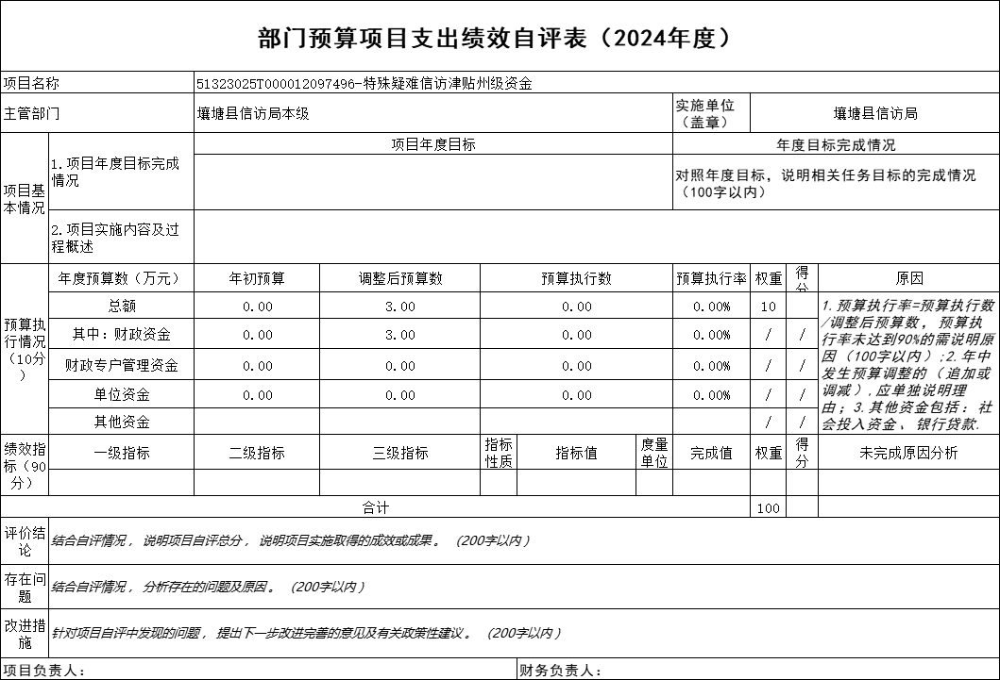 部门预算项目支出绩效自评表（2024年度）
项目名称 51323025T000012097496-特殊疑难信访津贴州级资金
主管部门 壤塘县信访局本级 实施单位（盖章） 壤塘县信访局
项目基本情况 1.项目年度目标完成情况 项目年度目标 年度目标完成情况
对照年度目标，说明相关任务目标的完成情况（100字以内）
2.项目实施内容及过程概述
预算执行情况（10分） 年度预算数（万元） 年初预算 调整后预算数 预算执行数 预算执行率 权重 得分 原因
总额 0.00 3.00 0.00 0.00% 10
其中：财政资金 0.00 3.00 0.00 0.00% / /
财政专户管理资金 0.00 0.00 0.00 0.00% / /
单位资金 0.00 0.00 0.00 0.00% / /
其他资金 / /
1.预算执行率=预算执行数
/调整后预算数，预算执
行率未达到90%的需说明原
因（100字以内）;2.年中
发生预算调整的（追加或
调减）,应单独说明理
由；3.其他资金包括：社
会投入资金、银行贷款.
绩效指标（90分） 一级指标 二级指标 三级指标 指标性质 指标值 度量单位 完成值 权重 得分 未完成原因分析
合计 100
评价结论 结合自评情况，说明项目自评总分，说明项目实施取得的成效或成果。（200字以内）
存在问题 结合自评情况，分析存在的问题及原因。（200字以内）
改进措施 针对项目自评中发现的问题，提出下一步改进完善的意见及有关政策性建议。（200字以内）
项目负责人： 财务负责人：